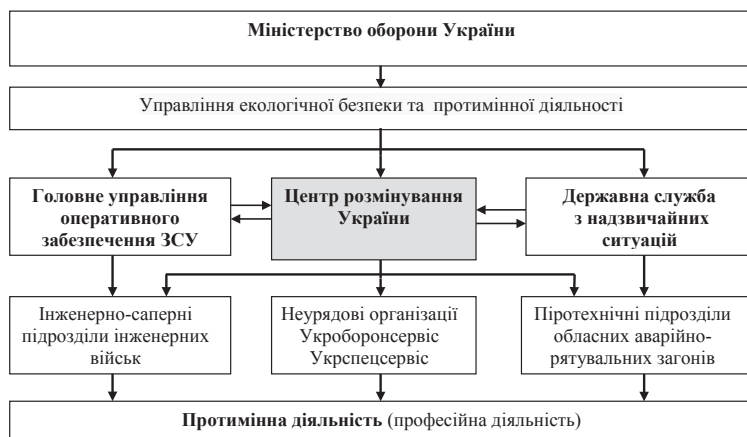 Міністерство оборони України
Управління екологічної безпеки та протимінної діяльності
Головне управління
оперативного
забезпечення ЗСУ
Центр розмінування
України
Державна служба
з надзвичайних
ситуацій
Інженерно-саперні
підрозділи інженерних
військ
Неурядові організації
Укроборонсервіс
Укрспецсервіс
Піротехнічні підрозділи
обласних аварійно-
рятувальних загонів
Протимінна діяльність (професійна діяльність)